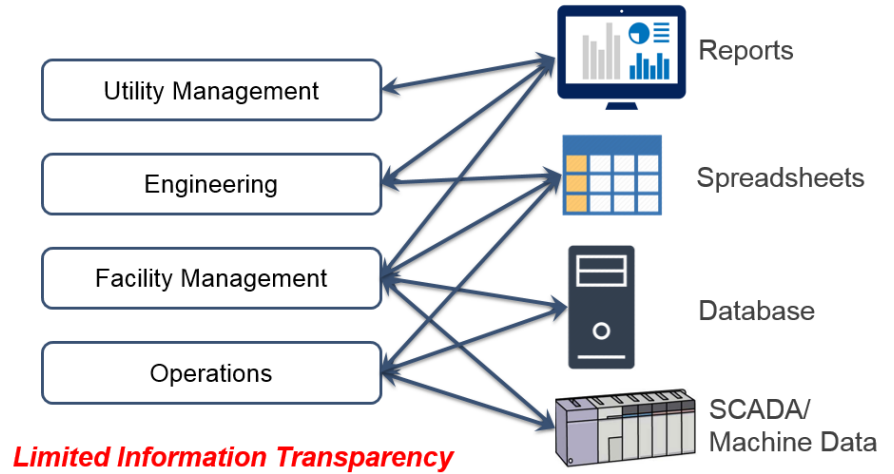 Utility Management
Engineering
Facility Management
Operations
Reports
Spreadsheets
Database
SCADA/
Machine Data
Limited Information Transparency